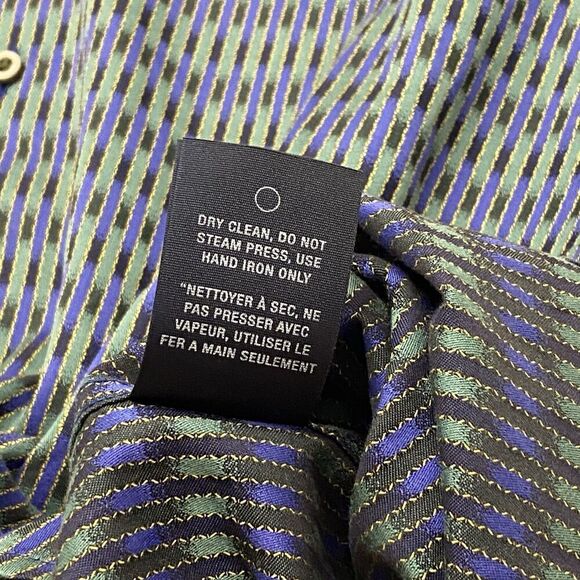 DRY CLEAN, DO NOT
STEAM PRESS, USE
HAND IRON ONLY
"NETTOYER À SEC, NE
PAS PRESSER AVEC
VAPEUR, UTILISER LE
FER A MAIN SEULEMENT